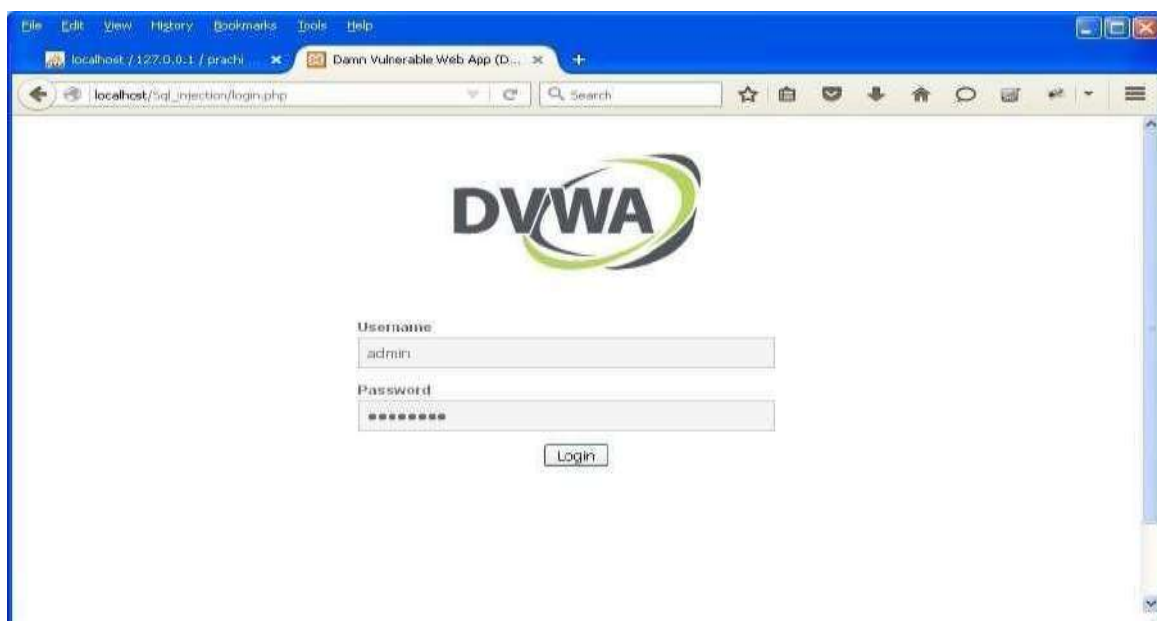 File Edit View History Bookmarks Tools Help
localhost / 127.0.0.1 / prachi
Damn Vulnerable Web App (D...
localhost/Sql_injection/login.php
Search
DVWA
Username
admin
Password
Login